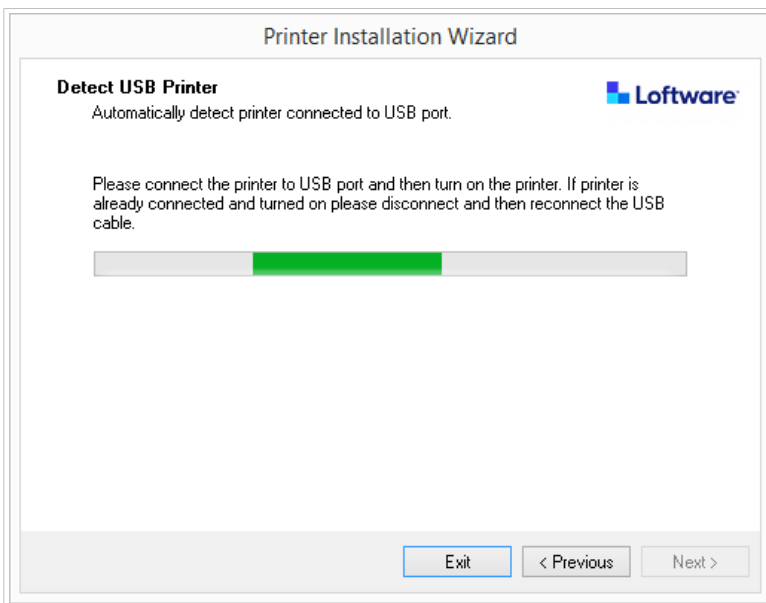 Printer Installation Wizard
Detect USB Printer
Loftware
Automatically detect printer connected to USB port.
Please connect the printer to USB port and then turn on the printer. If printer is
already connected and turned on please disconnect and then reconnect the USB
cable.
Exit
< Previous
Next >